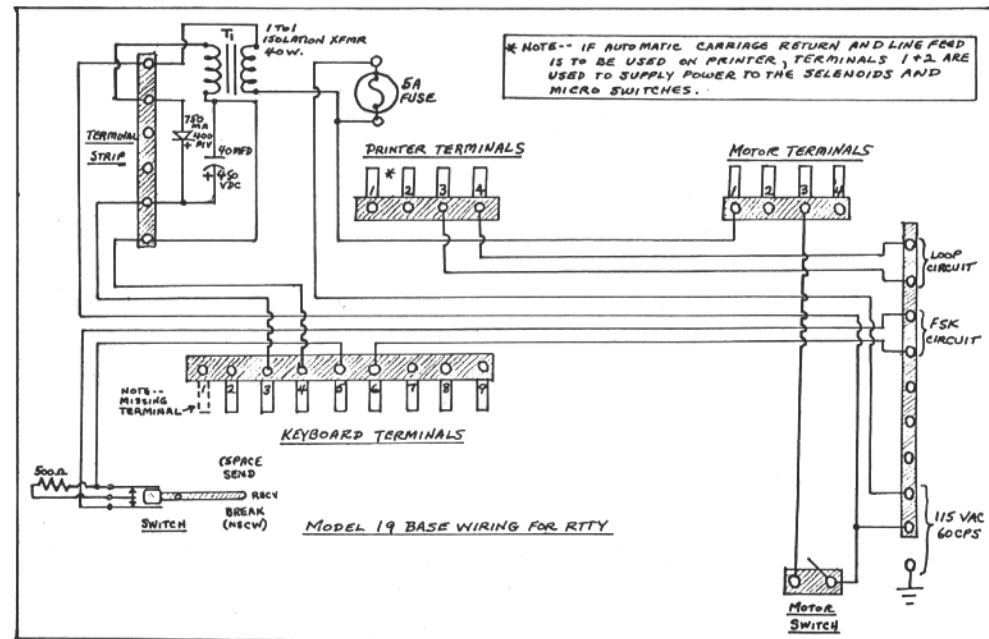 T1
1 TO 1
ISOLATION XFMR
40W.
5A
FUSE
* NOTE-- IF AUTOMATIC CARRIAGE RETURN AND LINE FEED
IS TO BE USED ON PRINTER, TERMINALS 1+2 ARE
USED TO SUPPLY POWER TO THE SELENOIDS AND
MICRO SWITCHES.
TERMINAL
STRIP
750
MA
400
PIV
+
40MFD
+
450
VDC
PRINTER TERMINALS
1 * 2 3 4
MOTOR TERMINALS
1 2 3 4
LOOP
CIRCUIT
FSK
CIRCUIT
1 2 3 4 5 6 7 8 9
NOTE--
MISSING
TERMINAL
KEYBOARD TERMINALS
500Ω
(SPACE
SEND
RECV
BREAK
(NSCW)
SWITCH
MODEL 19 BASE WIRING FOR RTTY
115 VAC
60CPS
MOTOR
SWITCH